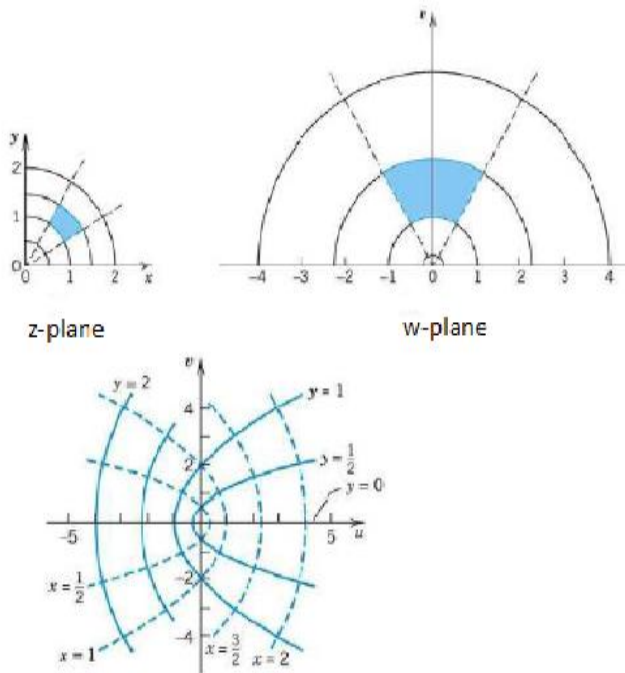 v
y
2
1
0
0 1 2 x
-4 -3 -2 -1 0 1 2 3 4
z-plane
w-plane
v
y = 2
y = 1
4
y = 1/2
2
y = 0
-5 5 u
x = 1/2
-2
-4
x = 1
x = 3/2
x = 2